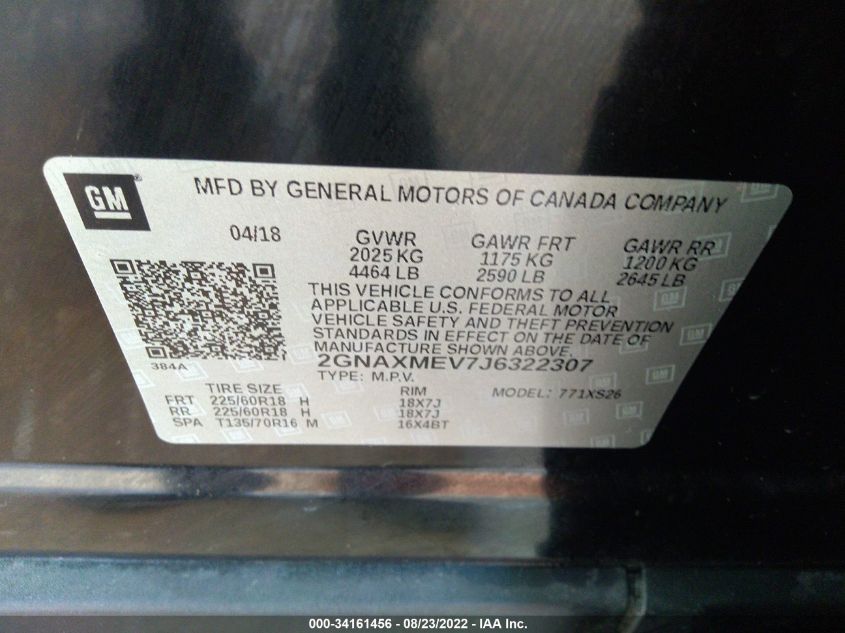 GM
MFD BY GENERAL MOTORS OF CANADA COMPANY
04/18 GVWR GAWR FRT GAWR RR
2025 KG 1175 KG 1200 KG
4464 LB 2590 LB 2645 LB
THIS VEHICLE CONFORMS TO ALL
APPLICABLE U.S. FEDERAL MOTOR
VEHICLE SAFETY AND THEFT PREVENTION
STANDARDS IN EFFECT ON THE DATE OF
MANUFACTURE SHOWN ABOVE.
384A
2GNAXMEV7J6322307
TYPE: M.P.V. MODEL: 771XS26
TIRE SIZE RIM
FRT 225/60R18 H 18X7J
RR 225/60R18 H 18X7J
SPA T135/70R16 M 16X4BT
000-34161456 - 08/23/2022 - IAA Inc.